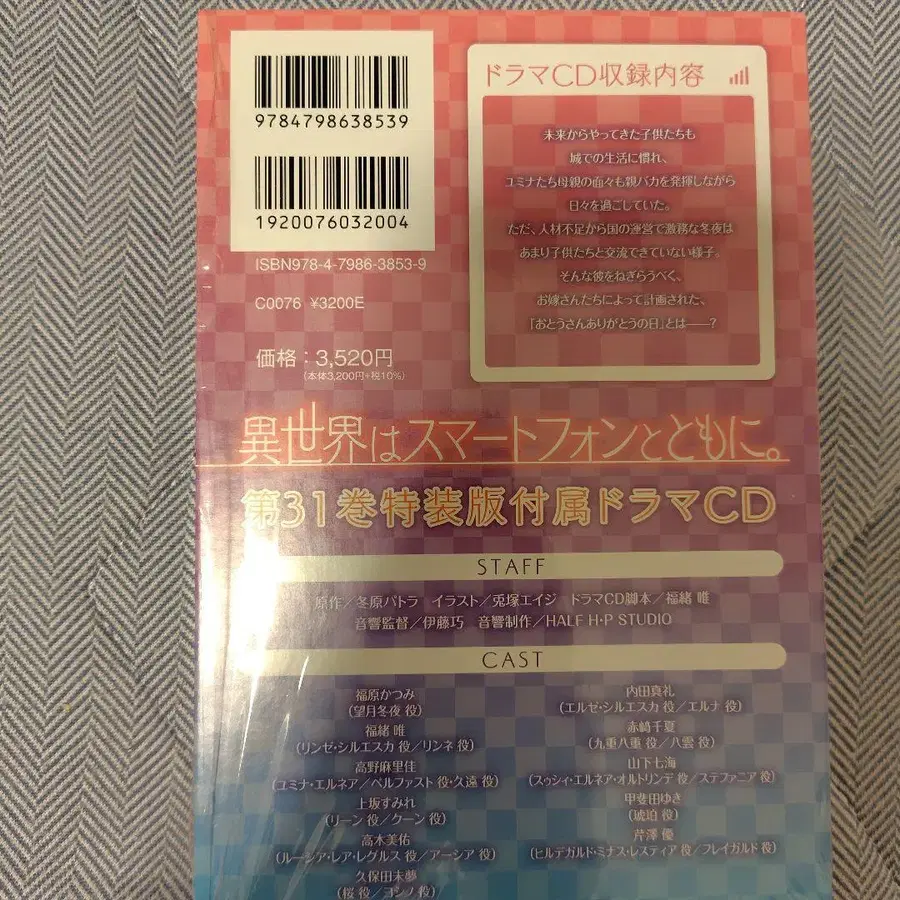 9784798638539
1920076032004
ISBN978-4-7986-3853-9
C0076 ¥3200E
価格：3,520円
(本体3,200円+税10%)
ドラマCD収録内容
未来からやってきた子供たちも
城での生活に慣れ、
ユミナたち母親の面々も親バカを発揮しながら
日々を過ごしていた。
ただ、人材不足から国の運営で激務な冬夜は
あまり子供たちと交流できていない様子。
そんな彼をねぎらうべく、
お嫁さんたちによって計画された、
「おとうさんありがとうの日」とは――？
異世界はスマートフォンとともに。
第31巻特装版付属ドラマCD
STAFF
原作／冬原パトラ　イラスト／兎塚エイジ　ドラマCD脚本／福緒 唯
音響監督／伊藤巧　音響制作／HALF H・P STUDIO
CAST
福原かつみ
(望月冬夜 役)
福緒 唯
(リンゼ・シルエスカ 役／リンネ 役)
高野麻里佳
(ユミナ・エルネア／ベルファスト 役・久遠 役)
上坂すみれ
(リーン 役／クーン 役)
高木美佑
(ルーシア・レア・レグルス 役／アーシア 役)
久保田未夢
(桜 役／ヨシノ 役)
内田真礼
(エルゼ・シルエスカ 役／エルナ 役)
赤﨑千夏
(九重八重 役／八雲 役)
山下七海
(スゥシィ・エルネア・オルトリンデ 役／ステファニア 役)
甲斐田ゆき
(琥珀 役)
芹澤 優
(ヒルデガルド・ミナス・レスティア 役／フレイガルド 役)